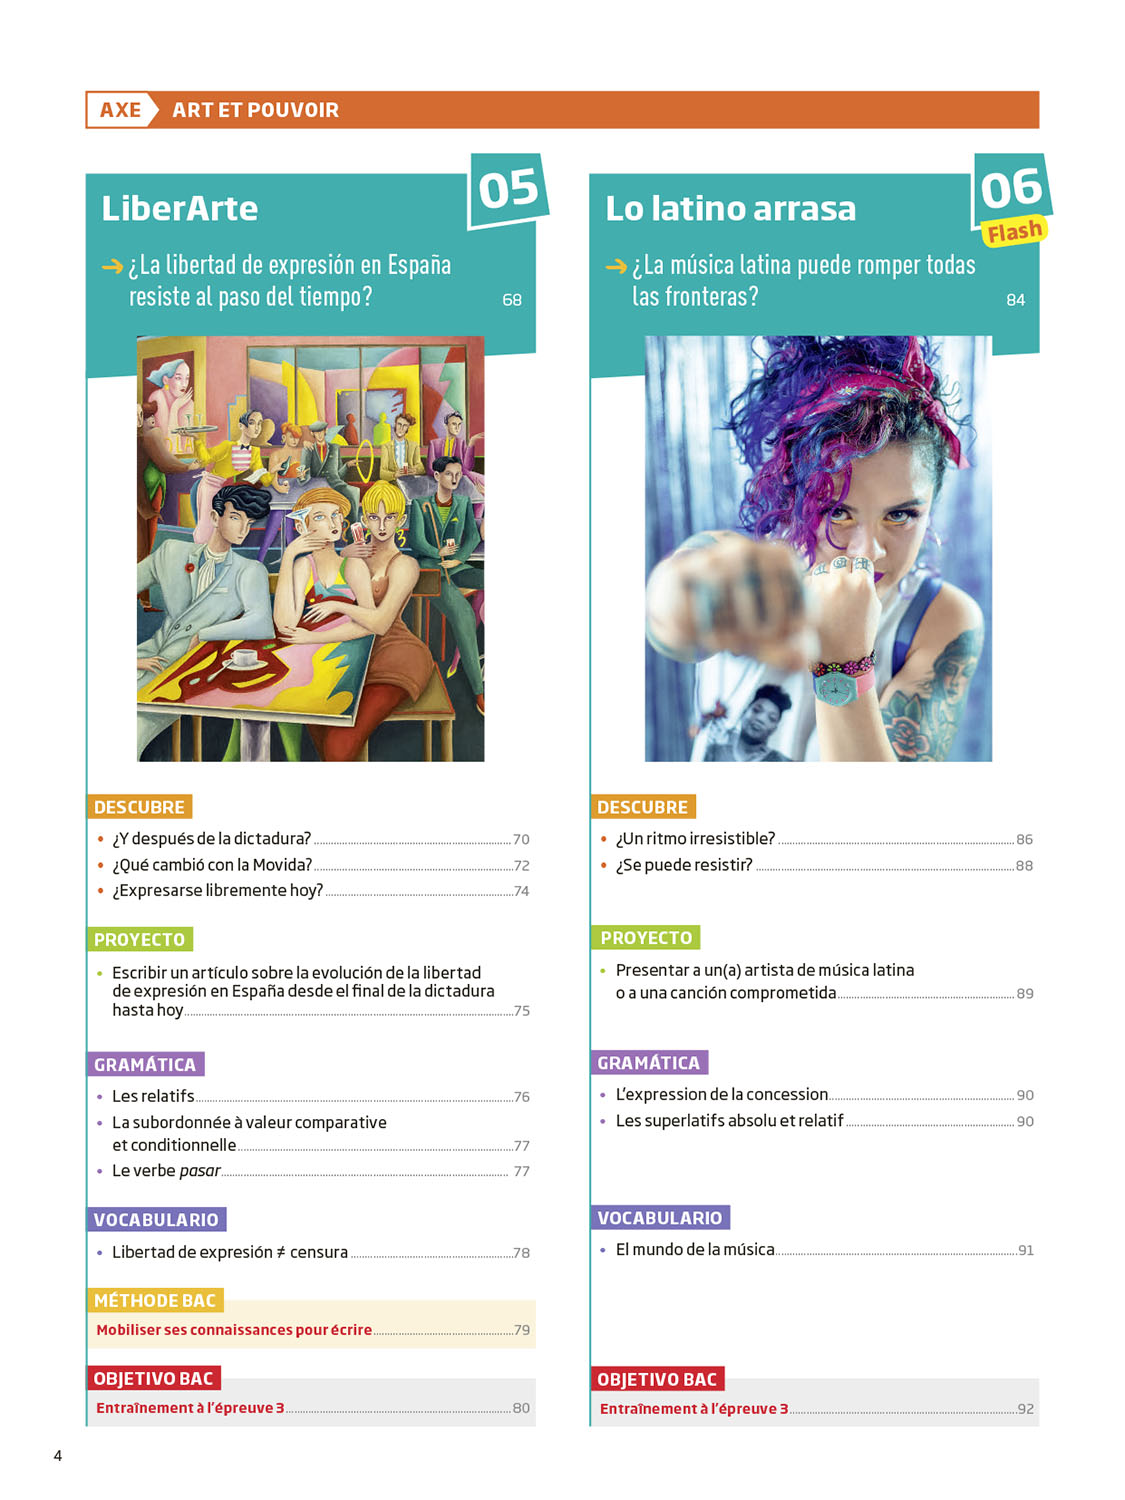 AXE ART ET POUVOIR
05
LiberArte
➔ ¿La libertad de expresión en España
resiste al paso del tiempo? 68
DESCUBRE
• ¿Y después de la dictadura? 70
• ¿Qué cambió con la Movida? 72
• ¿Expresarse libremente hoy? 74
PROYECTO
• Escribir un artículo sobre la evolución de la libertad
de expresión en España desde el final de la dictadura
hasta hoy 75
GRAMÁTICA
• Les relatifs 76
• La subordonnée à valeur comparative
et conditionnelle 77
• Le verbe pasar 77
VOCABULARIO
• Libertad de expresión ≠ censura 78
MÉTHODE BAC
Mobiliser ses connaissances pour écrire 79
OBJETIVO BAC
Entraînement à l'épreuve 3 80
06
Flash
Lo latino arrasa
➔ ¿La música latina puede romper todas
las fronteras? 84
DESCUBRE
• ¿Un ritmo irresistible? 86
• ¿Se puede resistir? 88
PROYECTO
• Presentar a un(a) artista de música latina
o a una canción comprometida 89
GRAMÁTICA
• L'expression de la concession 90
• Les superlatifs absolu et relatif 90
VOCABULARIO
• El mundo de la música 91
OBJETIVO BAC
Entraînement à l'épreuve 3 92
4